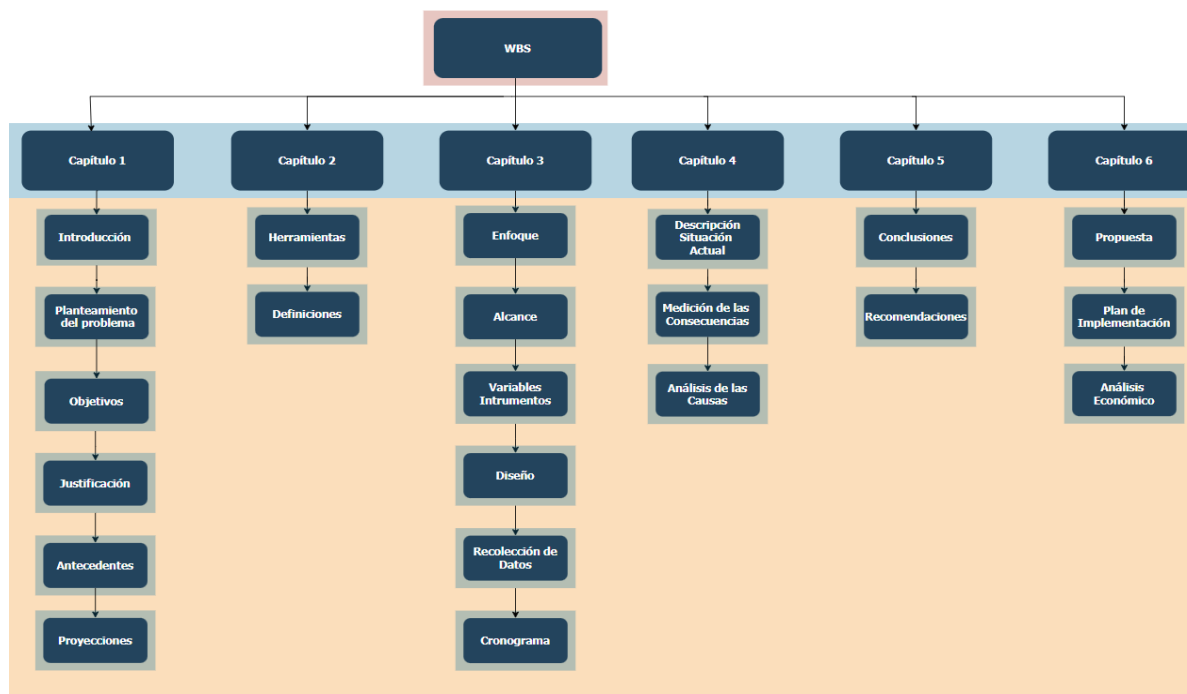 WBS
Capítulo 1
Capítulo 2
Capítulo 3
Capítulo 4
Capítulo 5
Capítulo 6
Introducción
Planteamiento
del problema
Objetivos
Justificación
Antecedentes
Proyecciones
Herramientas
Definiciones
Enfoque
Alcance
Variables
Intrumentos
Diseño
Recolección de
Datos
Cronograma
Descripción
Situación
Actual
Medición de las
Consecuencias
Análisis de las
Causas
Conclusiones
Recomendaciones
Propuesta
Plan de
Implementación
Análisis
Económico